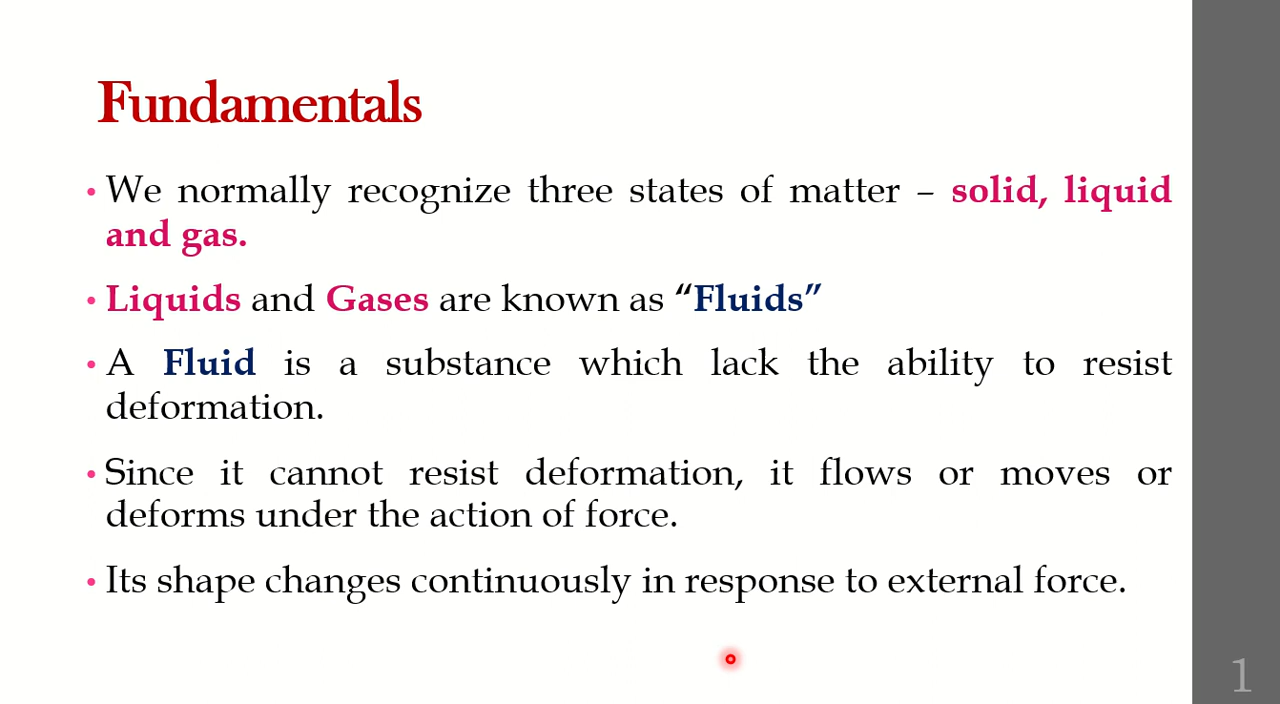 Fundamentals
• We normally recognize three states of matter – solid, liquid
and gas.
• Liquids and Gases are known as “Fluids”
• A Fluid is a substance which lack the ability to resist
deformation.
• Since it cannot resist deformation, it flows or moves or
deforms under the action of force.
• Its shape changes continuously in response to external force.
1